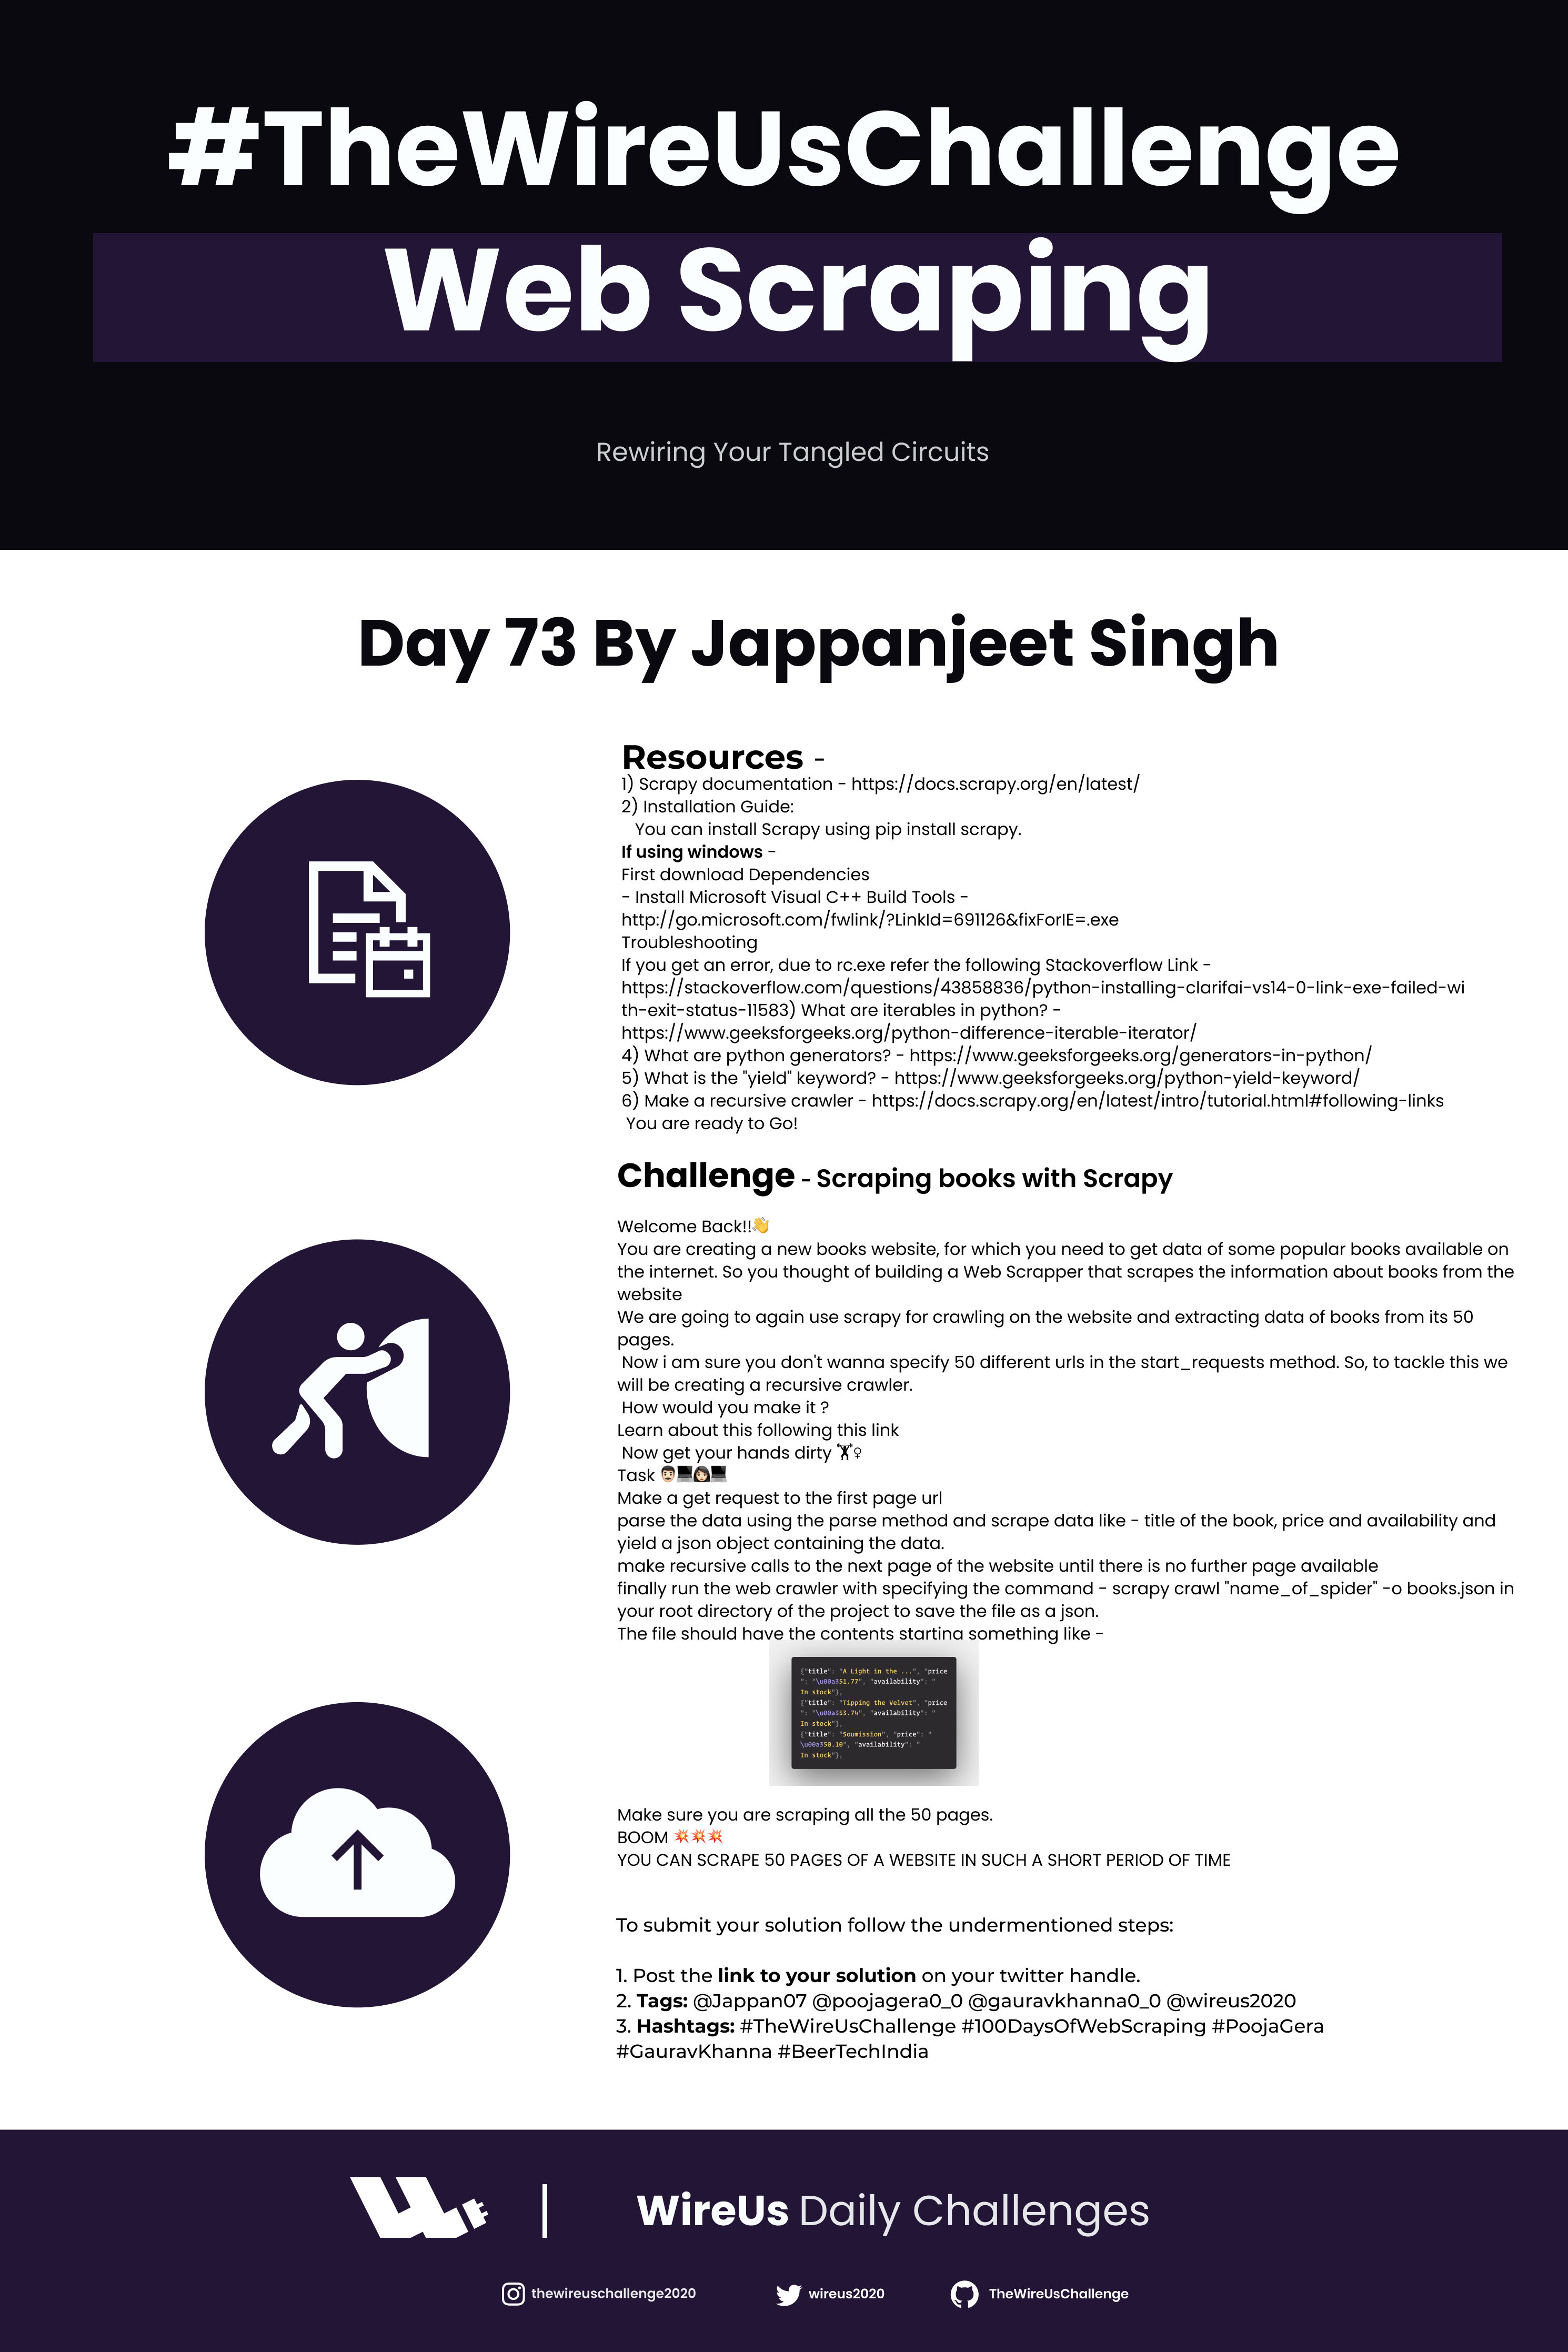 #TheWireUsChallenge
Web Scraping
Rewiring Your Tangled Circuits
Day 73 By Jappanjeet Singh
Resources -
1) Scrapy documentation - https://docs.scrapy.org/en/latest/
2) Installation Guide:
You can install Scrapy using pip install scrapy.
If using windows -
First download Dependencies
- Install Microsoft Visual C++ Build Tools -
http://go.microsoft.com/fwlink/?LinkId=691126&fixForIE=.exe
Troubleshooting
If you get an error, due to rc.exe refer the following Stackoverflow Link -
https://stackoverflow.com/questions/43858836/python-installing-clarifai-vs14-0-link-exe-failed-wi
th-exit-status-11583) What are iterables in python? -
https://www.geeksforgeeks.org/python-difference-iterable-iterator/
4) What are python generators? - https://www.geeksforgeeks.org/generators-in-python/
5) What is the "yield" keyword? - https://www.geeksforgeeks.org/python-yield-keyword/
6) Make a recursive crawler - https://docs.scrapy.org/en/latest/intro/tutorial.html#following-links
You are ready to Go!
Challenge - Scraping books with Scrapy
Welcome Back!!👋
You are creating a new books website, for which you need to get data of some popular books available on
the internet. So you thought of building a Web Scrapper that scrapes the information about books from the
website
We are going to again use scrapy for crawling on the website and extracting data of books from its 50
pages.
Now i am sure you don't wanna specify 50 different urls in the start_requests method. So, to tackle this we
will be creating a recursive crawler.
How would you make it ?
Learn about this following this link
Now get your hands dirty 🏋♀
Task 👨🏻💻👩🏻💻
Make a get request to the first page url
parse the data using the parse method and scrape data like - title of the book, price and availability and
yield a json object containing the data.
make recursive calls to the next page of the website until there is no further page available
finally run the web crawler with specifying the command - scrapy crawl "name_of_spider" -o books.json in
your root directory of the project to save the file as a json.
The file should have the contents starting something like -
{"title": "A Light in the ...", "price
": "\u00a351.77", "availability": "
In stock"},
{"title": "Tipping the Velvet", "price
": "\u00a353.74", "availability": "
In stock"},
{"title": "Soumission", "price": "
\u00a350.10", "availability": "
In stock"},
Make sure you are scraping all the 50 pages.
BOOM 💥💥💥
YOU CAN SCRAPE 50 PAGES OF A WEBSITE IN SUCH A SHORT PERIOD OF TIME
To submit your solution follow the undermentioned steps:
1. Post the link to your solution on your twitter handle.
2. Tags: @Jappan07 @poojagera0_0 @gauravkhanna0_0 @wireus2020
3. Hashtags: #TheWireUsChallenge #100DaysOfWebScraping #PoojaGera
#GauravKhanna #BeerTechIndia
WireUs Daily Challenges
thewireuschallenge2020
wireus2020
TheWireUsChallenge